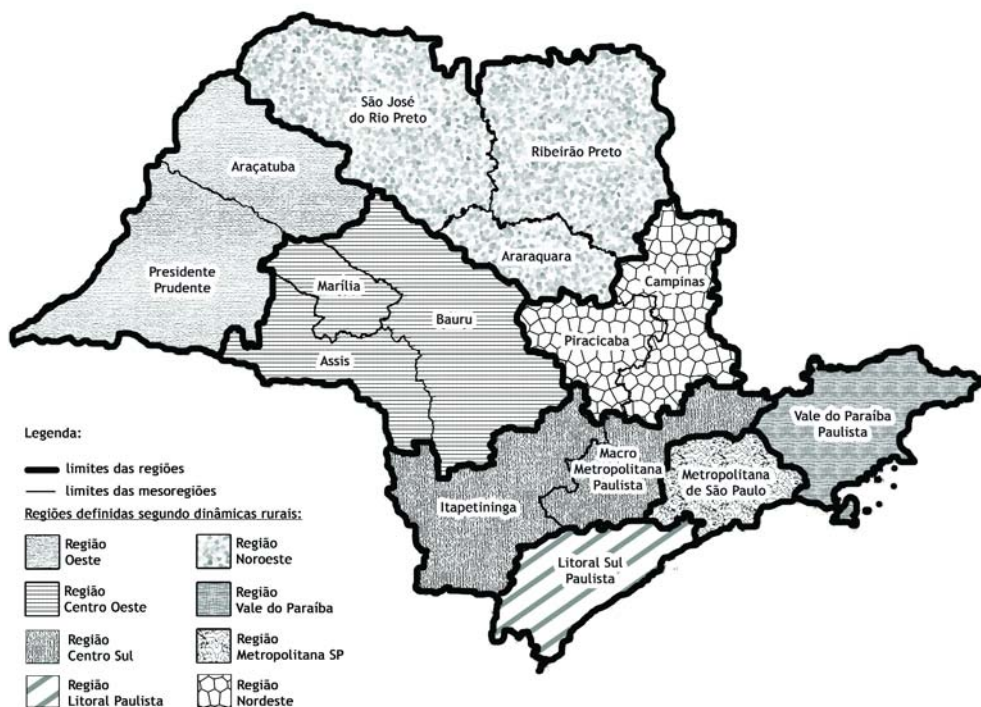 São José
do Rio Preto
Ribeirão Preto
Araçatuba
Araraquara
Presidente
Prudente
Marília
Campinas
Bauru
Piracicaba
Assis
Vale do Paraíba
Paulista
Macro
Metropolitana
Paulista
Metropolitana
de São Paulo
Itapetininga
Litoral Sul
Paulista
Legenda:
limites das regiões
limites das mesoregiões
Regiões definidas segundo dinâmicas rurais:
Região
Oeste
Região
Noroeste
Região
Centro Oeste
Região
Vale do Paraíba
Região
Centro Sul
Região
Metropolitana SP
Região
Litoral Paulista
Região
Nordeste